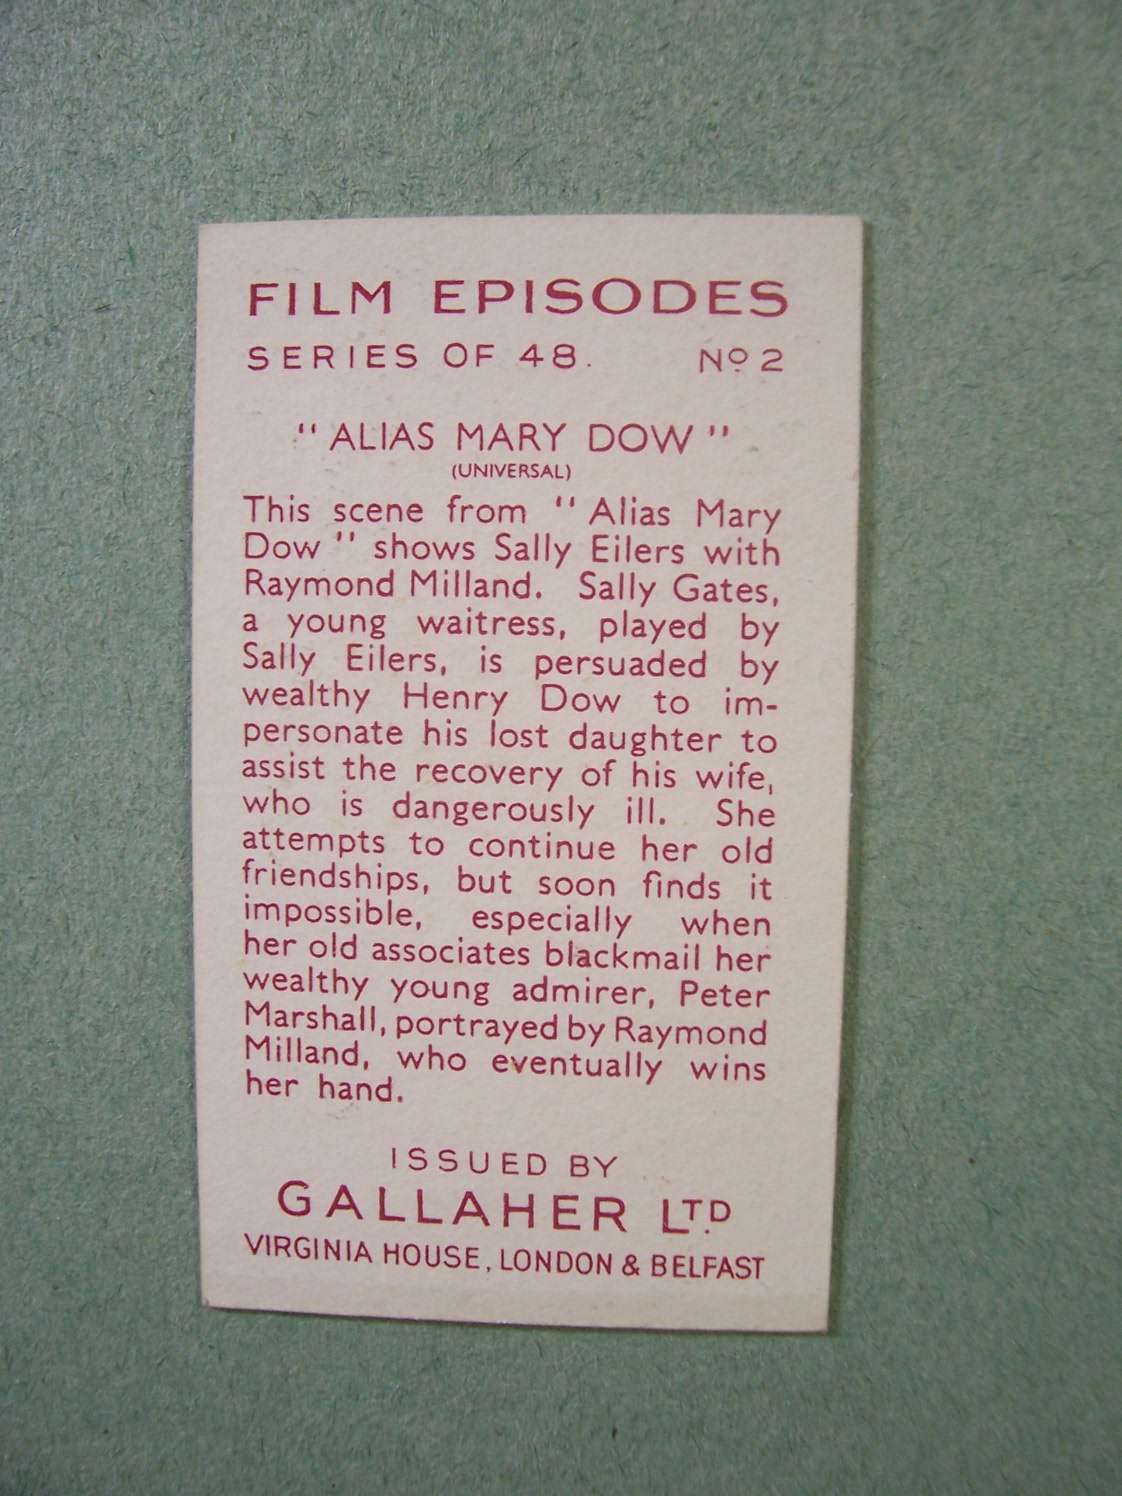 FILM EPISODES
SERIES OF 48. Nº 2
" ALIAS MARY DOW "
(UNIVERSAL)
This scene from " Alias Mary
Dow " shows Sally Eilers with
Raymond Milland. Sally Gates,
a young waitress, played by
Sally Eilers, is persuaded by
wealthy Henry Dow to im-
personate his lost daughter to
assist the recovery of his wife,
who is dangerously ill. She
attempts to continue her old
friendships, but soon finds it
impossible, especially when
her old associates blackmail her
wealthy young admirer, Peter
Marshall, portrayed by Raymond
Milland, who eventually wins
her hand.
ISSUED BY
GALLAHER LTD
VIRGINIA HOUSE, LONDON & BELFAST